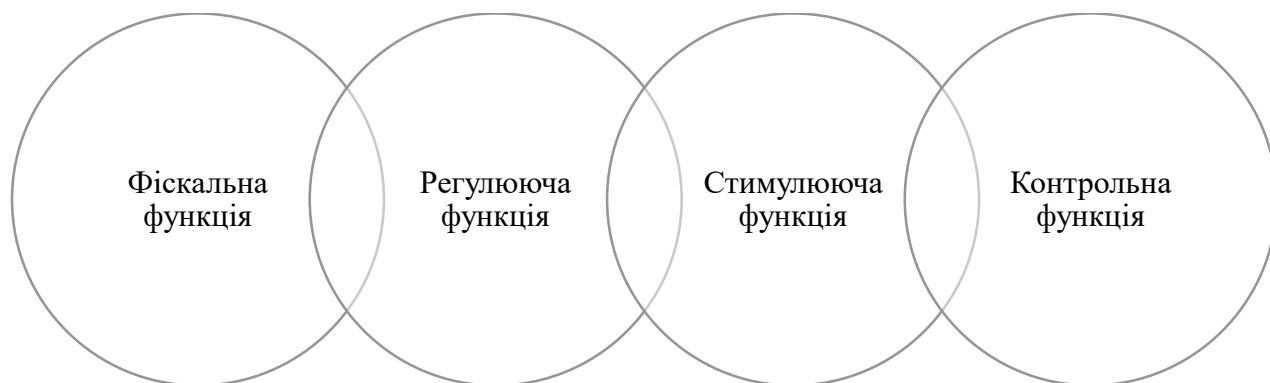 Фіскальна
функція
Регулююча
функція
Стимулююча
функція
Контрольна
функція